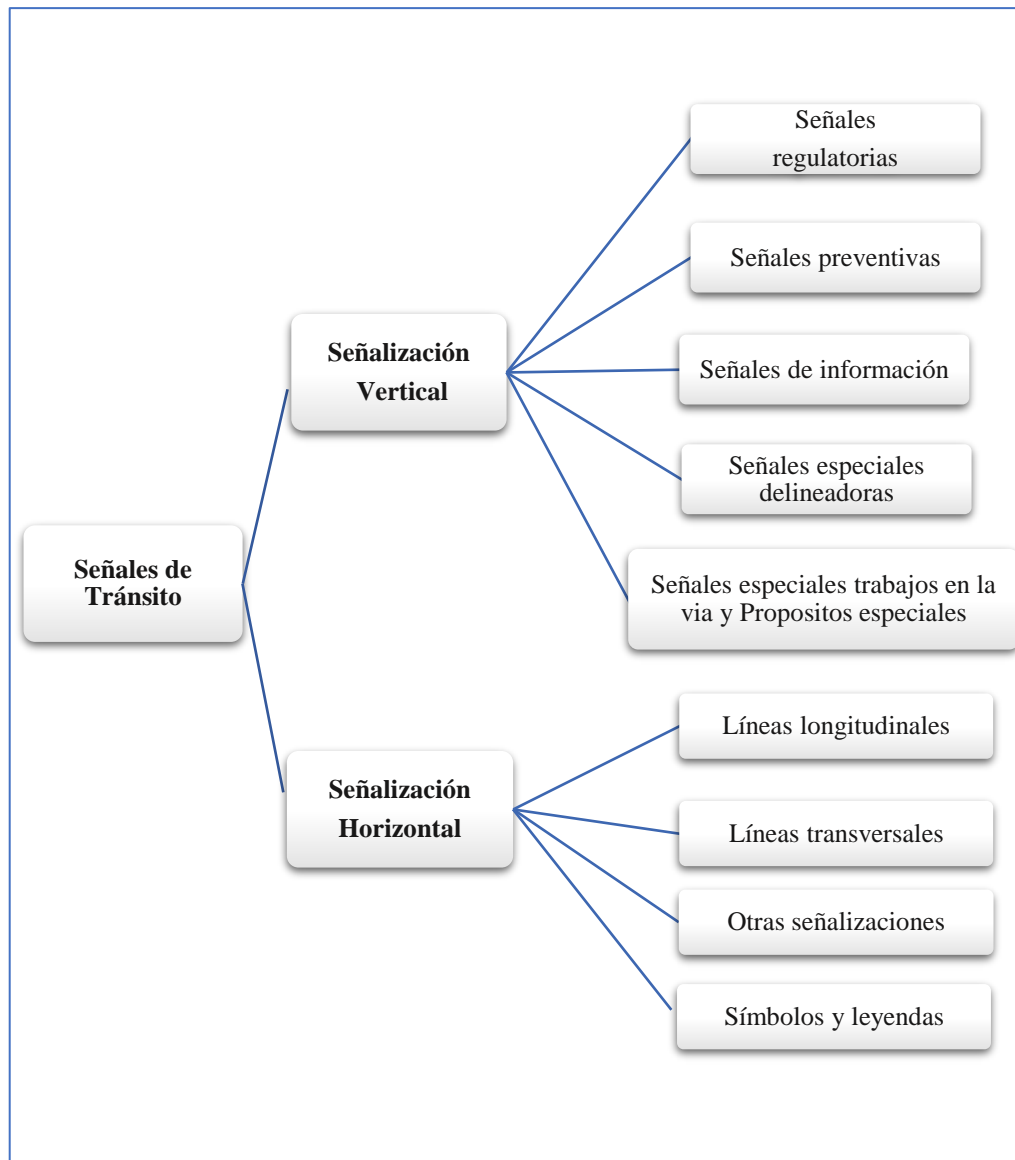 Señales de
Tránsito
Señalización
Vertical
Señales
regulatorias
Señales preventivas
Señales de información
Señales especiales
delineadoras
Señales especiales trabajos en la
via y Propositos especiales
Señalización
Horizontal
Líneas longitudinales
Líneas transversales
Otras señalizaciones
Símbolos y leyendas